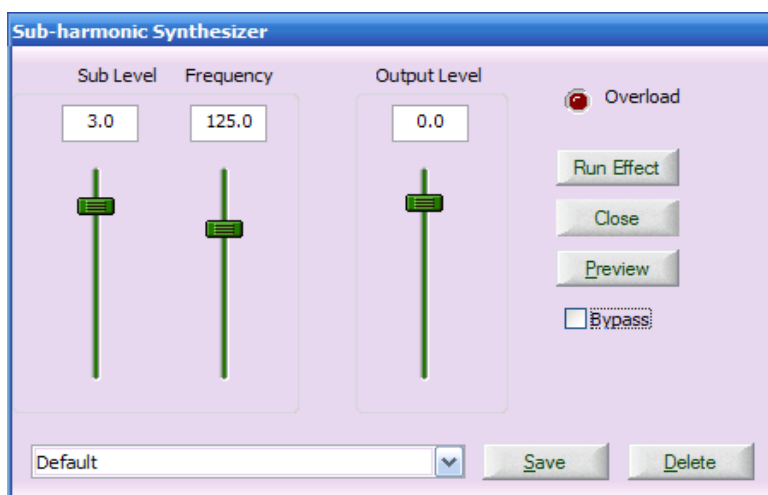 Sub-harmonic Synthesizer
Sub Level Frequency Output Level
3.0 125.0 0.0
Overload
Run Effect
Close
Preview
Bypass
Default Save Delete